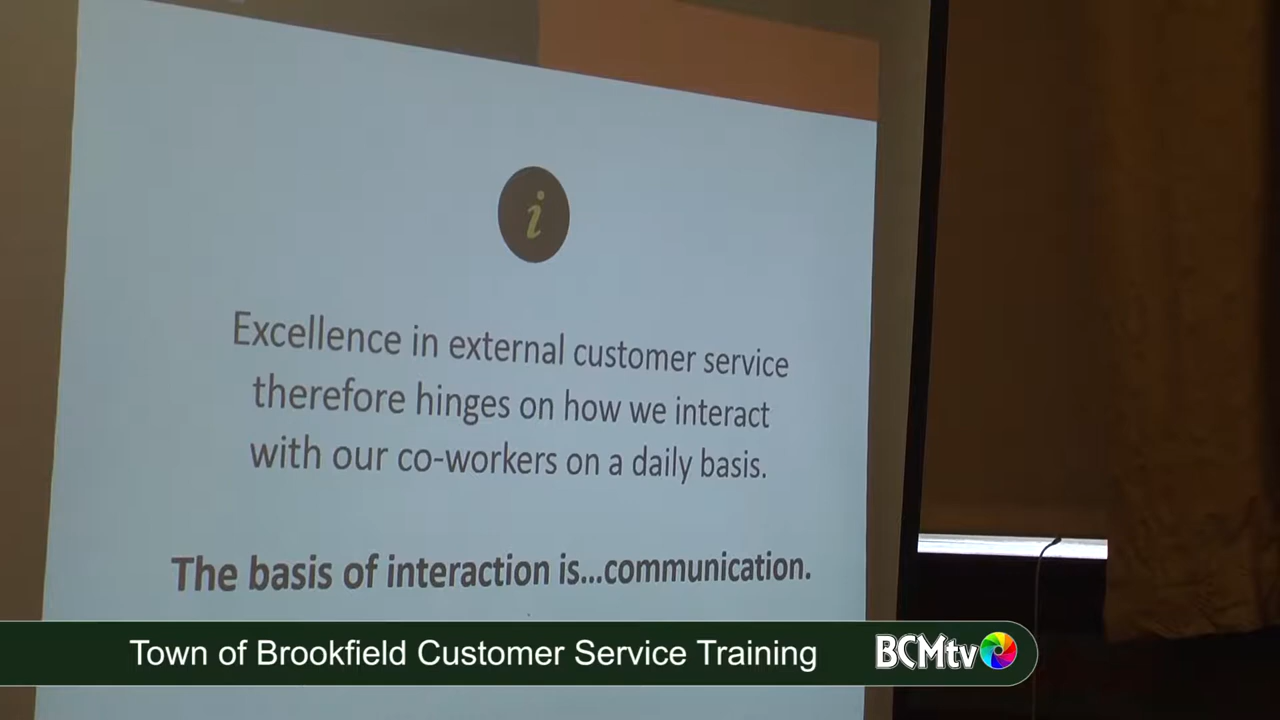 i
Excellence in external customer service
therefore hinges on how we interact
with our co-workers on a daily basis.
The basis of interaction is...communication.
Town of Brookfield Customer Service Training
BCMtv